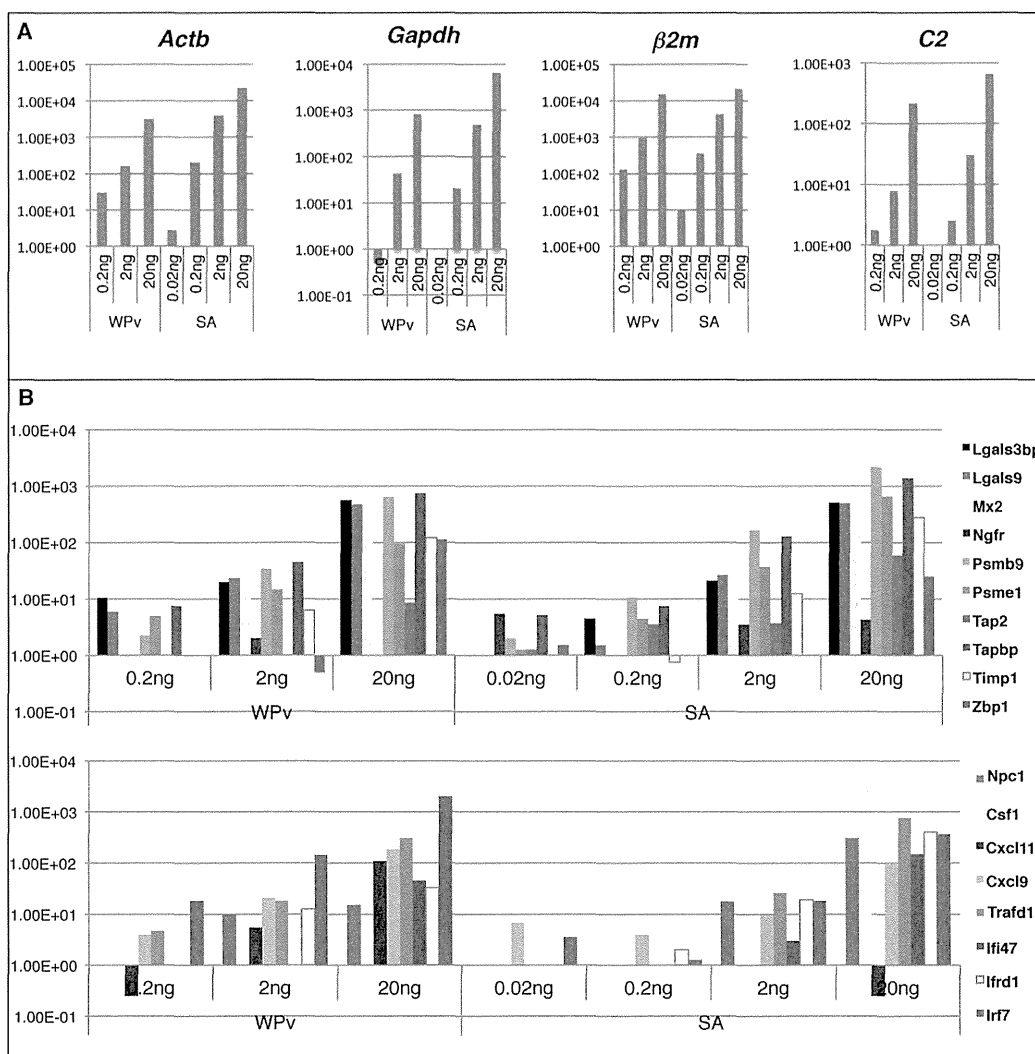 A
Actb
Gapdh
β2m
C2
1.00E+05
1.00E+04
1.00E+03
1.00E+02
1.00E+01
1.00E+00
0.2ng 2ng 20ng 0.02ng 0.2ng 2ng 20ng
WPv SA
1.00E+04
1.00E+03
1.00E+02
1.00E+01
1.00E+00
1.00E-01
0.2ng 2ng 20ng 0.02ng 0.2ng 2ng 20ng
WPv SA
1.00E+05
1.00E+04
1.00E+03
1.00E+02
1.00E+01
1.00E+00
0.2ng 2ng 20ng 0.02ng 0.2ng 2ng 20ng
WPv SA
1.00E+03
1.00E+02
1.00E+01
1.00E+00
0.2ng 2ng 20ng 0.02ng 0.2ng 2ng 20ng
WPv SA
B
1.00E+04
1.00E+03
1.00E+02
1.00E+01
1.00E+00
1.00E-01
0.2ng 2ng 20ng 0.02ng 0.2ng 2ng 20ng
WPv SA
Lgals3bp
Lgals9
Mx2
Ngfr
Psmb9
Psme1
Tap2
Tapbp
Timp1
Zbp1
1.00E+04
1.00E+03
1.00E+02
1.00E+01
1.00E+00
1.00E-01
0.2ng 2ng 20ng 0.02ng 0.2ng 2ng 20ng
WPv SA
Npc1
Csf1
Cxcl11
Cxcl9
Trafd1
Ifi47
Ifrd1
Irf7